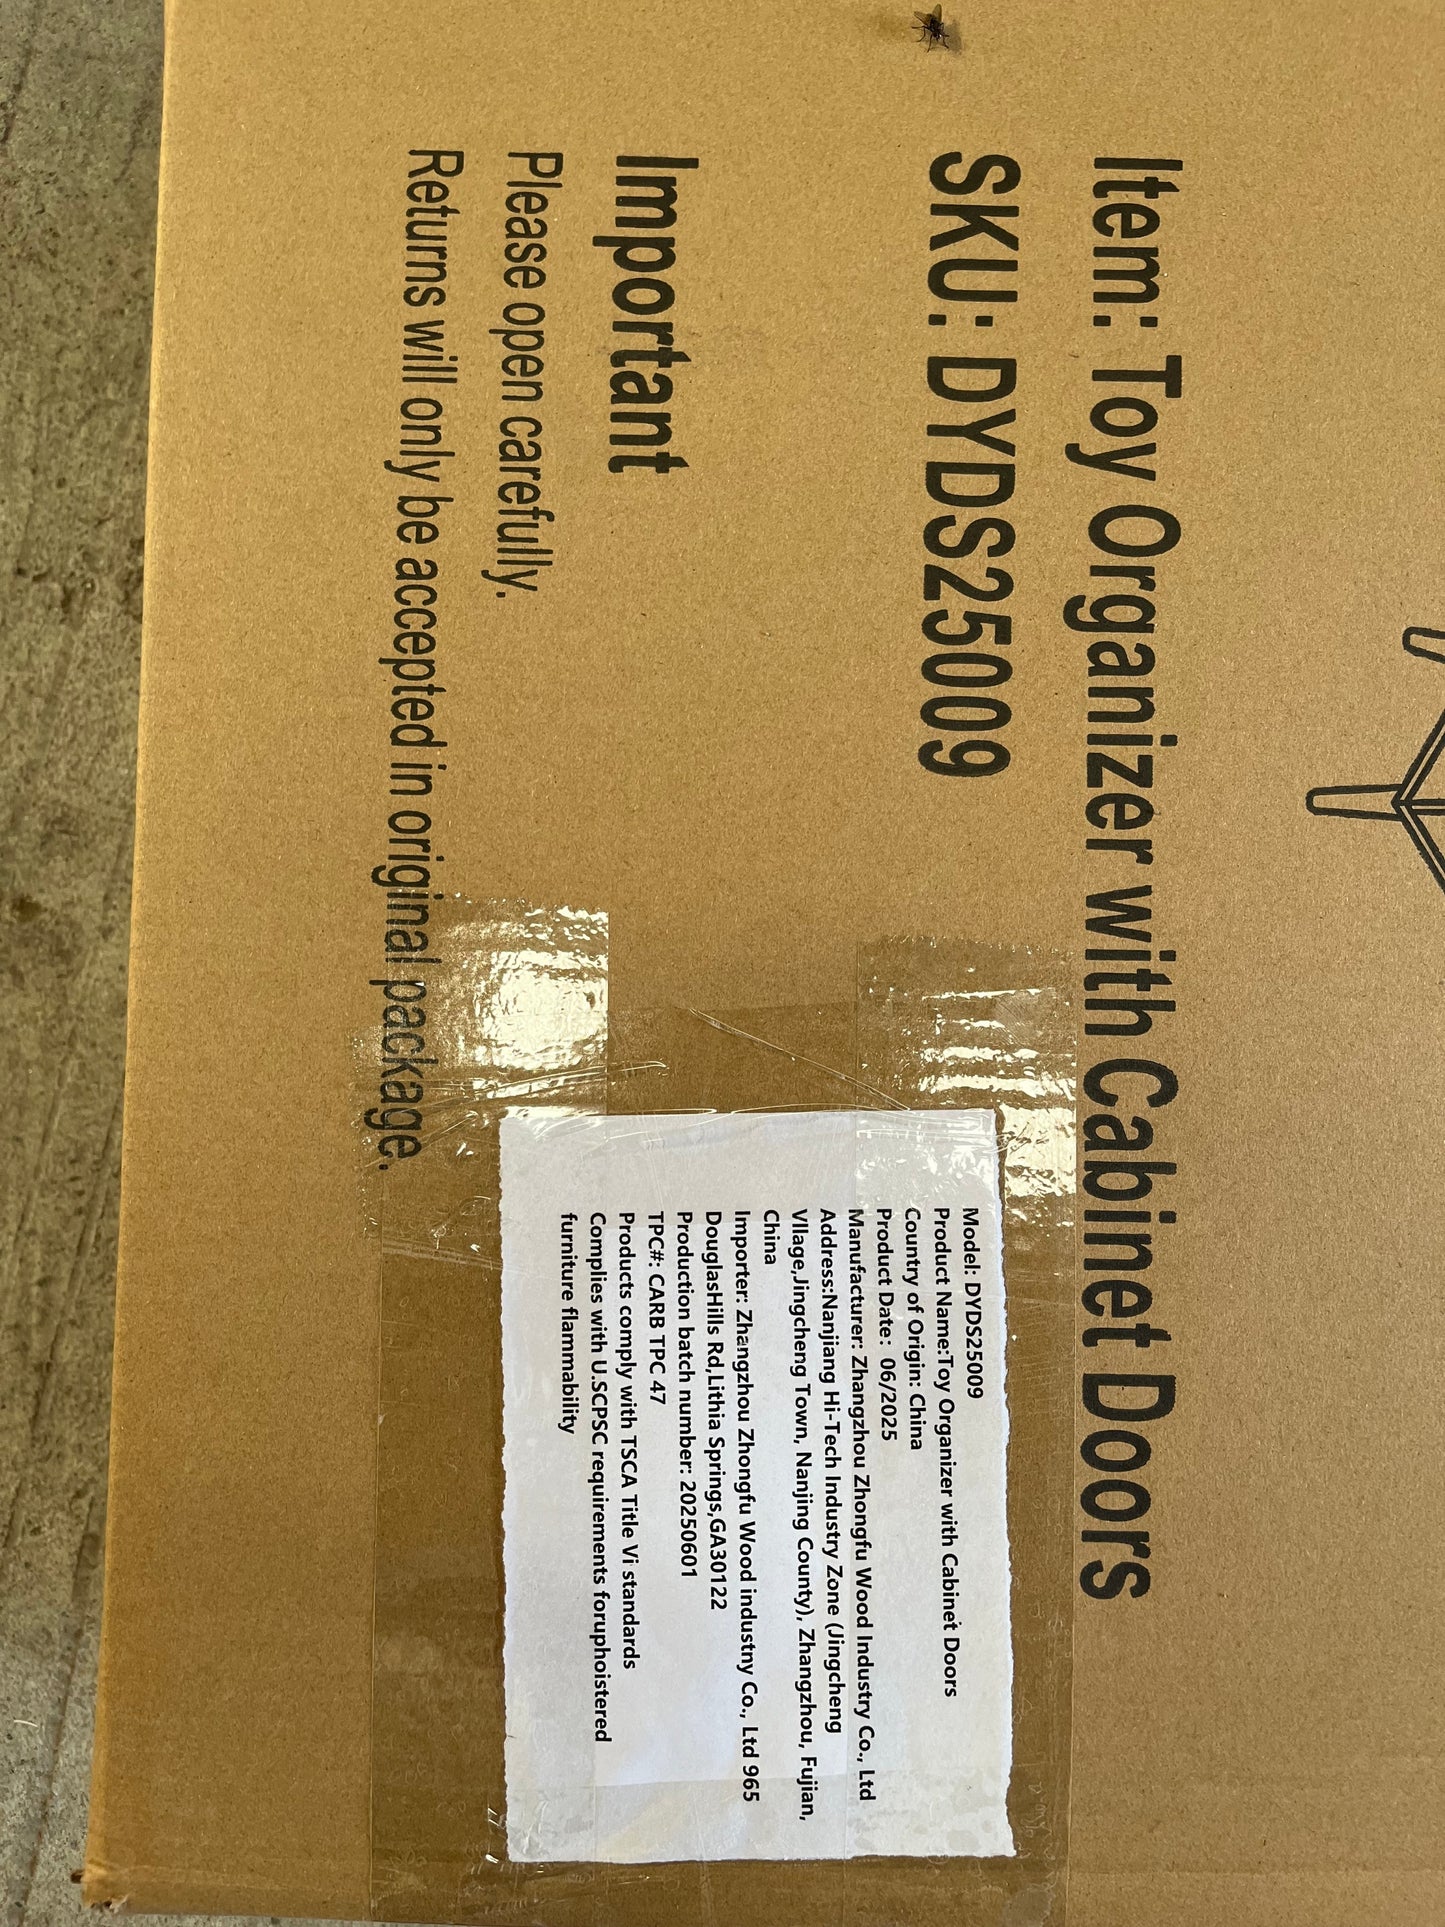 Item: Toy Organizer with Cabinet Doors
SKU: DYDS25009
Important
Please open carefully.
Returns will only be accepted in original package.
Model: DYDS25009
Product Name:Toy Organizer with Cabinet Doors
Country of Origin: China
Product Date: 06/2025
Manufacturer: Zhangzhou Zhongfu Wood Industry Co., Ltd
Address:Nanjiang Hi-Tech Industry Zone (Jingcheng
VIlage,Jingcheng Town, Nanjing County), Zhangzhou, Fujian,
China
Importer: Zhangzhou Zhongfu Wood industny Co., Ltd 965
DouglasHills Rd,Lithia Springs,GA30122
Production batch number: 20250601
TPC#: CARB TPC 47
Products comply with TSCA Title Vi standards
Complies with U.SCPSC requirements foruphoistered
furniture flammability